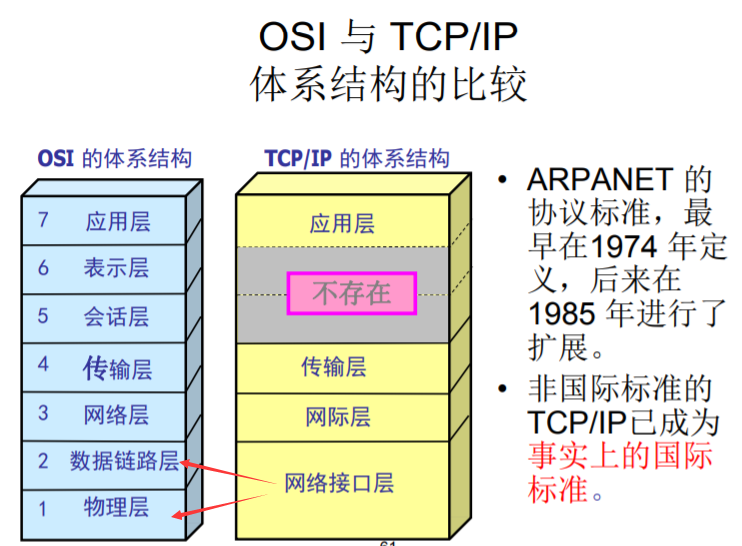 OSI 与 TCP/IP
体系结构的比较
OSI 的体系结构
7 应用层
6 表示层
5 会话层
4 传输层
3 网络层
2 数据链路层
1 物理层
TCP/IP 的体系结构
应用层
不存在
传输层
网际层
网络接口层
• ARPANET 的
协议标准，最
早在1974 年定
义，后来在
1985 年进行了
扩展。
• 非国际标准的
TCP/IP已成为
事实上的国际
标准。